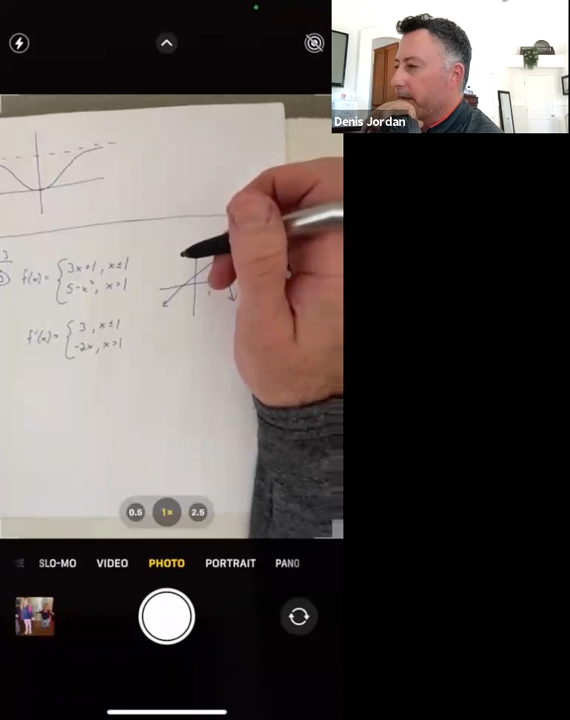 Denis Jordan
3
f(x) = { 3x+1, x≤1
5-x², x>1
f'(x) = { 3, x≤1
-2x, x>1
0.5 1× 2.5
SLO-MO VIDEO PHOTO PORTRAIT PANO